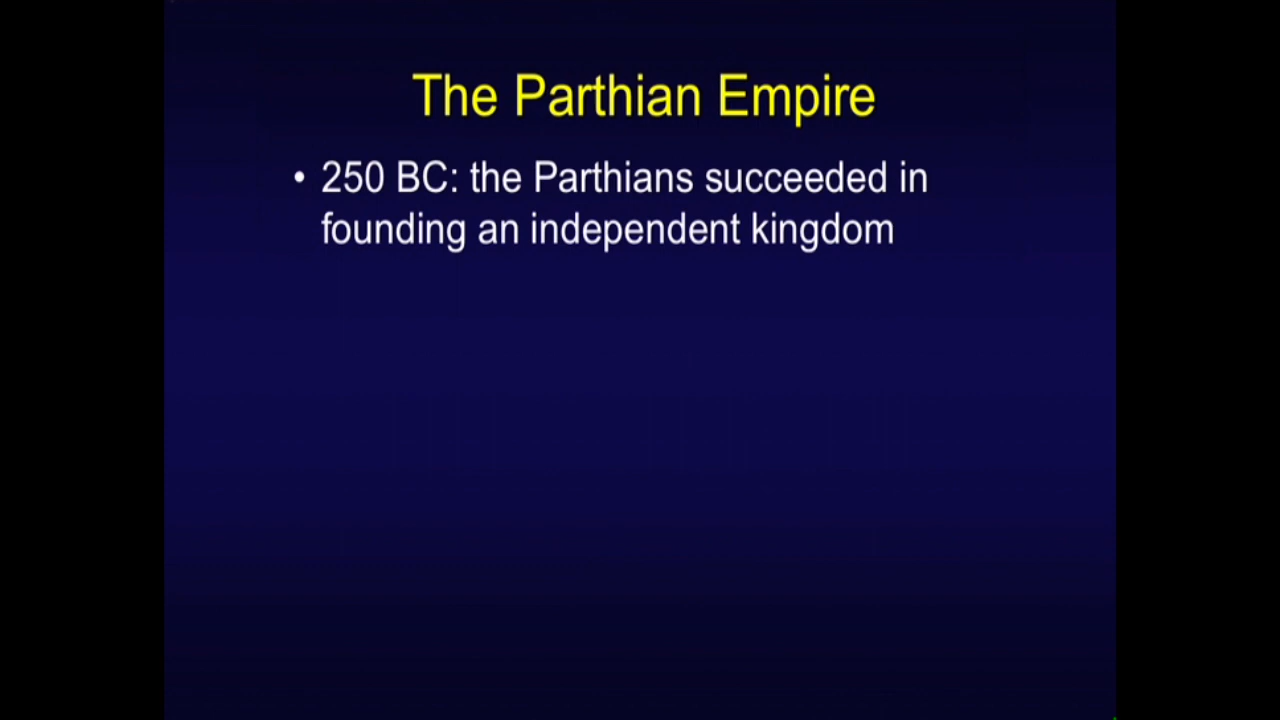 The Parthian Empire
• 250 BC: the Parthians succeeded in
founding an independent kingdom